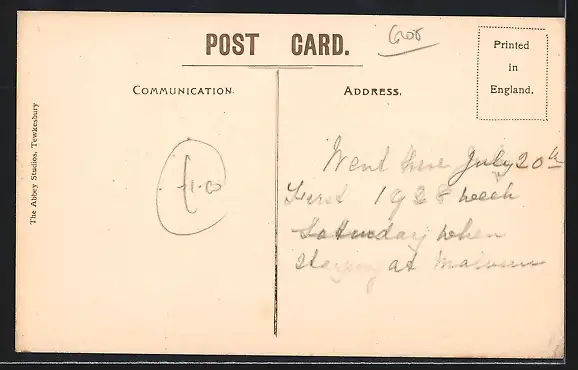 POST CARD.
Printed
in
England.
COMMUNICATION.
ADDRESS.
The Abbey Studios, Tewkesbury
£1.00
Went here July 20th
First 1928 week
Saturday when
staying at Malvern